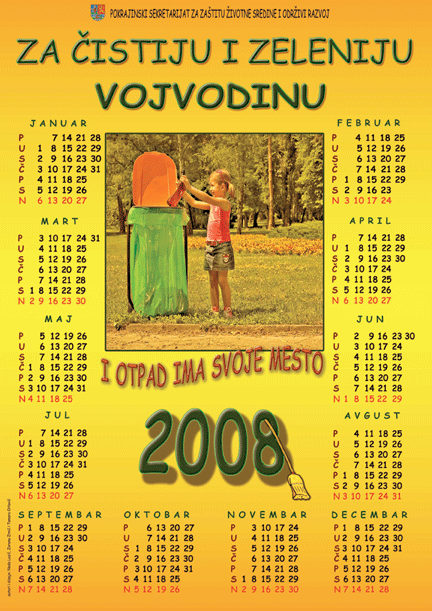 POKRAJINSKI SEKRETARIJAT ZA ZAŠTITU ŽIVOTNE SREDINE I ODRŽIVI RAZVOJ
ZA ČISTIJU I ZELENIJU
VOJVODINU
JANUAR
P 7 14 21 28
U 1 8 15 22 29
S 2 9 16 23 30
Č 3 10 17 24 31
P 4 11 18 25
S 5 12 19 26
N 6 13 20 27
FEBRUAR
P 4 11 18 25
U 5 12 19 26
S 6 13 20 27
Č 7 14 21 28
P 1 8 15 22 29
S 2 9 16 23
N 3 10 17 24
MART
P 3 10 17 24 31
U 4 11 18 25
S 5 12 19 26
Č 6 13 20 27
P 7 14 21 28
S 1 8 15 22 29
N 2 9 16 23 30
APRIL
P 7 14 21 28
U 1 8 15 22 29
S 2 9 16 23 30
Č 3 10 17 24
P 4 11 18 25
S 5 12 19 26
N 6 13 20 27
MAJ
P 5 12 19 26
U 6 13 20 27
S 7 14 21 28
Č 1 8 15 22 29
P 2 9 16 23 30
S 3 10 17 24 31
N 4 11 18 25
JUN
P 2 9 16 23 30
U 3 10 17 24
S 4 11 18 25
Č 5 12 19 26
P 6 13 20 27
S 7 14 21 28
N 1 8 15 22 29
I OTPAD IMA SVOJE MESTO
2008
JUL
P 7 14 21 28
U 1 8 15 22 29
S 2 9 16 23 30
Č 3 10 17 24 31
P 4 11 18 25
S 5 12 19 26
N 6 13 20 27
AVGUST
P 4 11 18 25
U 5 12 19 26
S 6 13 20 27
Č 7 14 21 28
P 1 8 15 22 29
S 2 9 16 23 30
N 3 10 17 24 31
SEPTEMBAR
P 1 8 15 22 29
U 2 9 16 23 30
S 3 10 17 24
Č 4 11 18 25
P 5 12 19 26
S 6 13 20 27
N 7 14 21 28
OKTOBAR
P 6 13 20 27
U 7 14 21 28
S 1 8 15 22 29
Č 2 9 16 23 30
P 3 10 17 24 31
S 4 11 18 25
N 5 12 19 26
NOVEMBAR
P 3 10 17 24
U 4 11 18 25
S 5 12 19 26
Č 6 13 20 27
P 7 14 21 28
S 1 8 15 22 29
N 2 9 16 23 30
DECEMBAR
P 1 8 15 22 29
U 2 9 16 23 30
S 3 10 17 24 31
Č 4 11 18 25
P 5 12 19 26
S 6 13 20 27
N 7 14 21 28